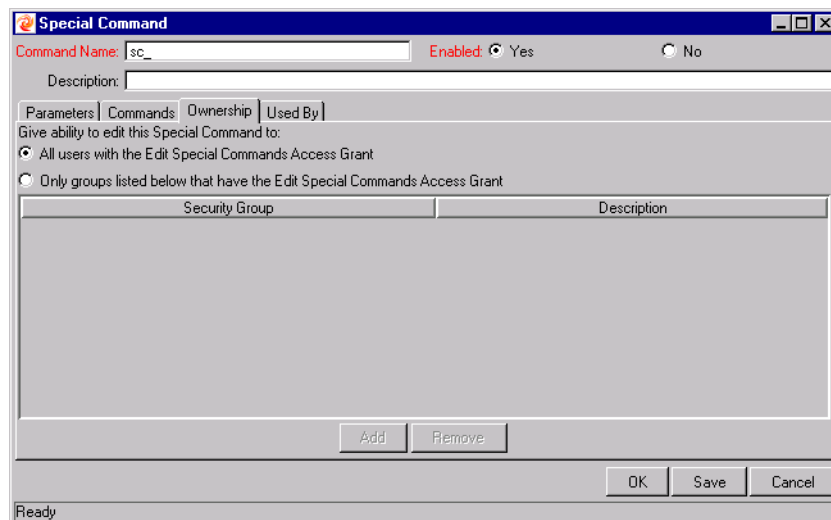 Special Command
Command Name: sc_ Enabled: Yes No
Description:
Parameters Commands Ownership Used By
Give ability to edit this Special Command to:
All users with the Edit Special Commands Access Grant
Only groups listed below that have the Edit Special Commands Access Grant
Security Group Description
Add Remove
OK Save Cancel
Ready